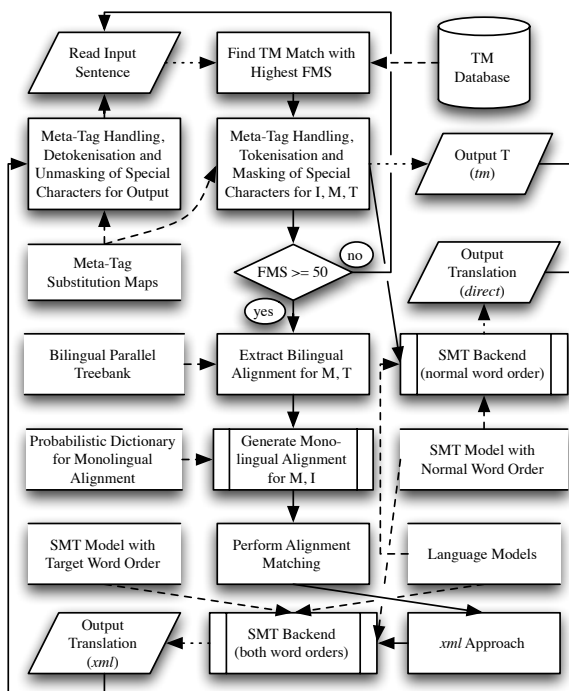 Read Input
Sentence
Find TM Match with
Highest FMS
TM
Database
Meta-Tag Handling,
Detokenisation and
Unmasking of Special
Characters for Output
Meta-Tag Handling,
Tokenisation and
Masking of Special
Characters for I, M, T
Output T
(tm)
Meta-Tag
Substitution Maps
FMS >= 50
no
yes
Output
Translation
(direct)
Bilingual Parallel
Treebank
Extract Bilingual
Alignment for M, T
SMT Backend
(normal word order)
Probabilistic Dictionary
for Monolingual
Alignment
Generate Mono-
lingual Alignment
for M, I
SMT Model with
Normal Word Order
SMT Model with
Target Word Order
Perform Alignment
Matching
Language Models
Output
Translation
(xml)
SMT Backend
(both word orders)
xml Approach